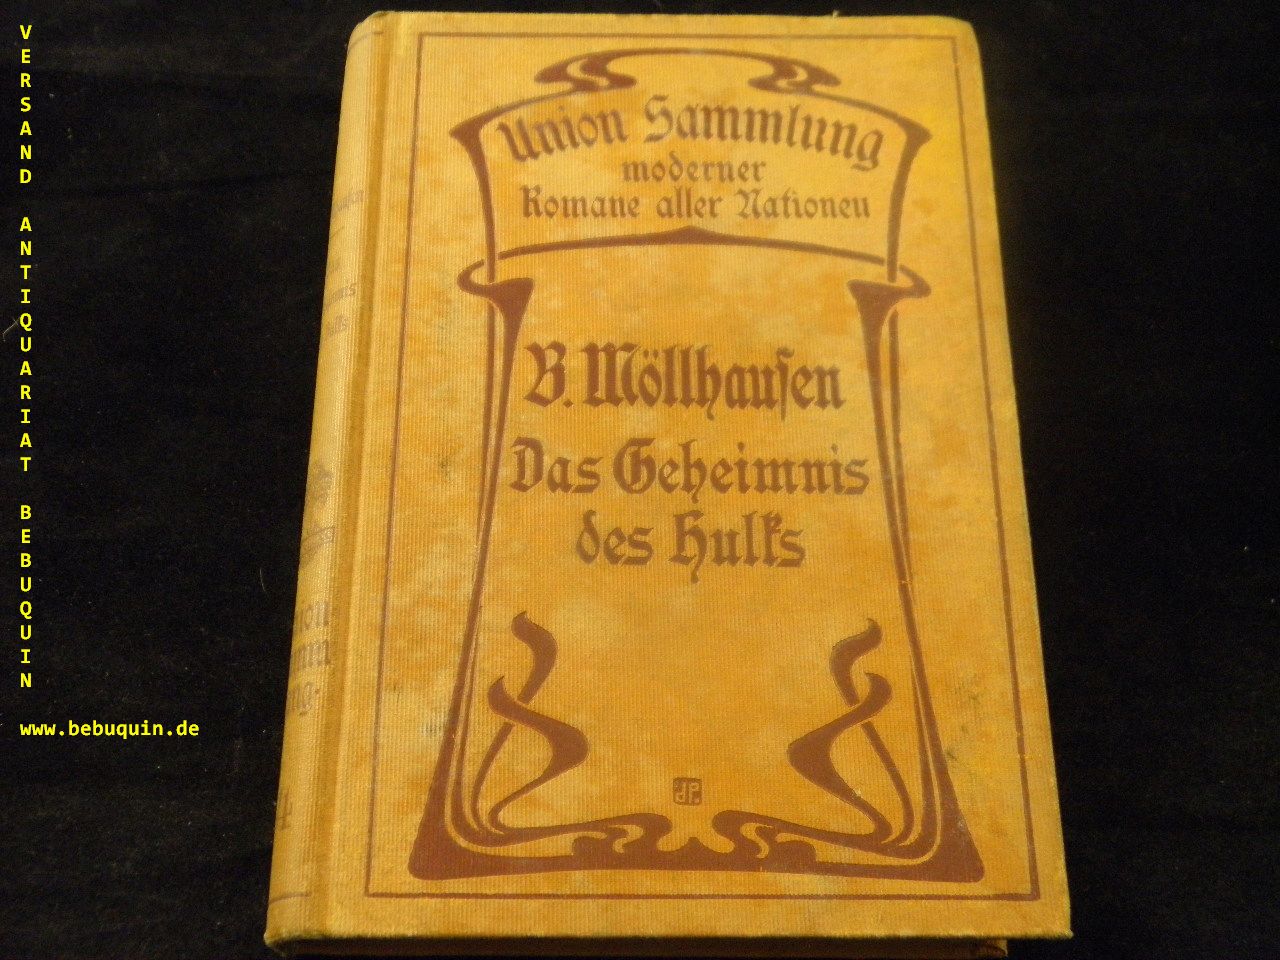 VERSAND ANTIQUARIAT BEBUQUIN
www.bebuquin.de
Union Sammlung
moderner
Romane aller Nationen
B. Möllhauſen
Das Geheimnis
des Hulks